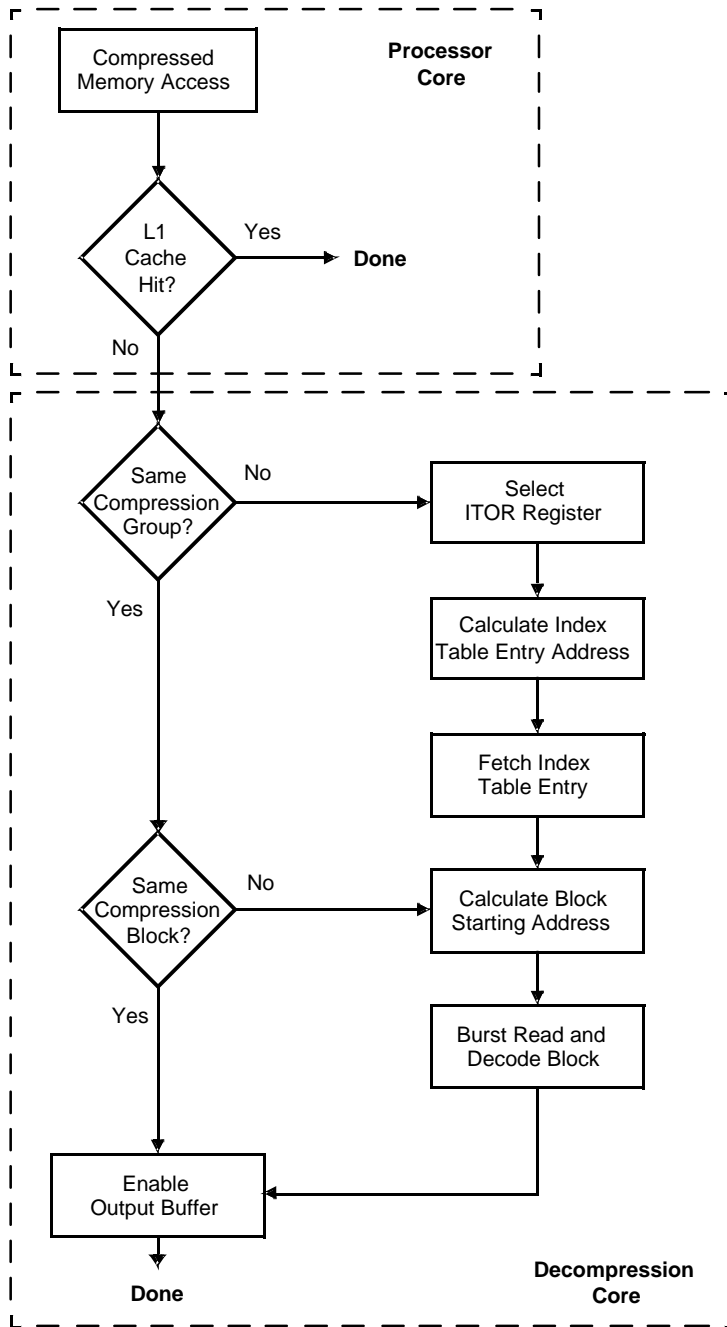 Compressed
Memory Access
Processor
Core
L1
Cache
Hit?
Yes
Done
No
Same
Compression
Group?
No
Select
ITOR Register
Yes
Calculate Index
Table Entry Address
Fetch Index
Table Entry
Same
Compression
Block?
No
Calculate Block
Starting Address
Yes
Burst Read and
Decode Block
Enable
Output Buffer
Done
Decompression
Core